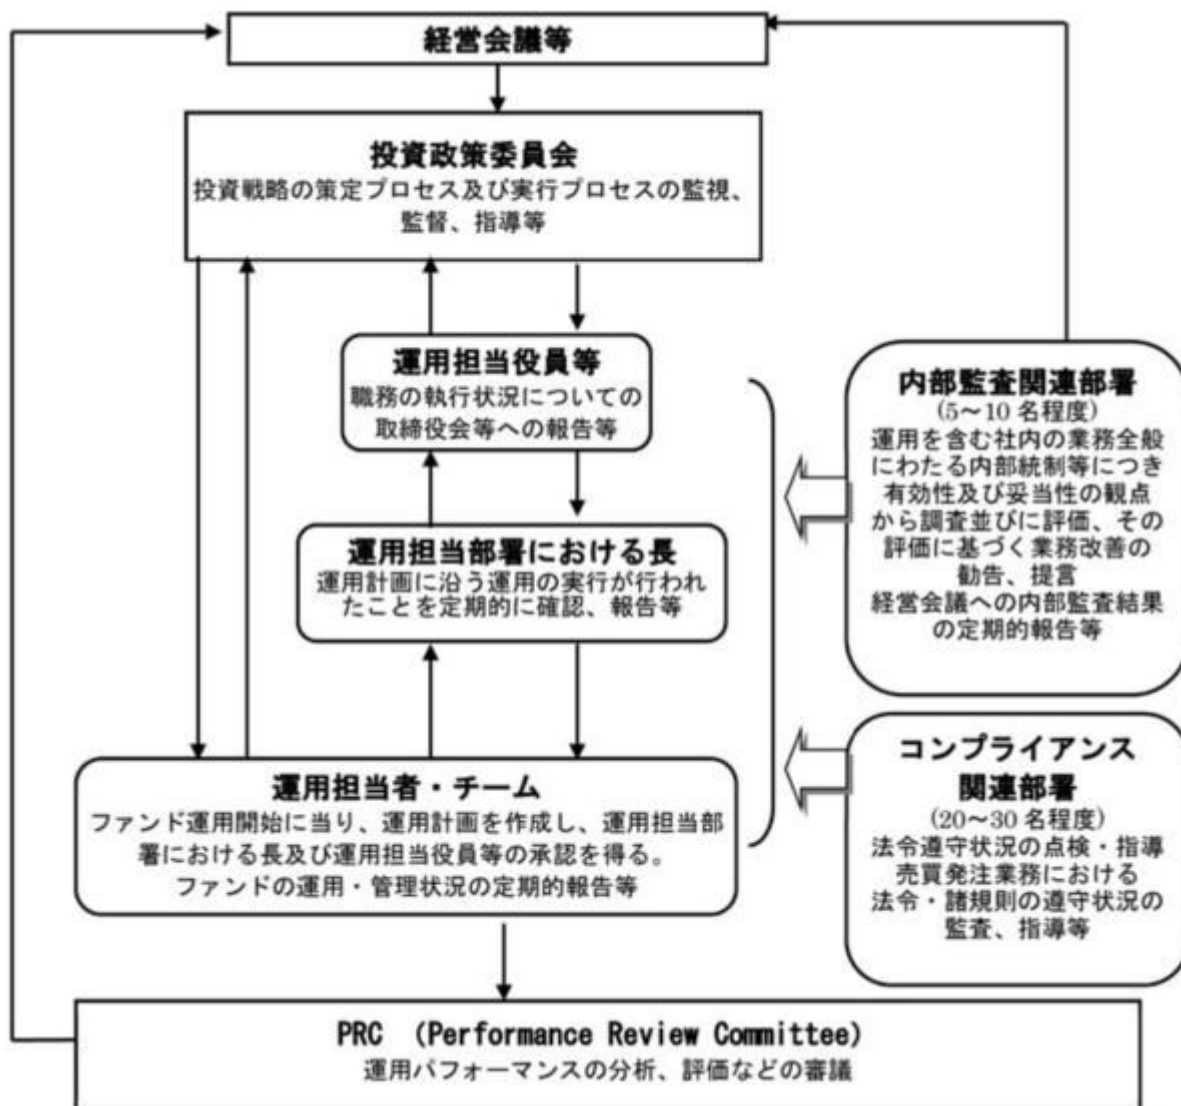 経営会議等
投資政策委員会
投資戦略の策定プロセス及び実行プロセスの監視、
監督、指導等
運用担当役員等
職務の執行状況についての
取締役会等への報告等
運用担当部署における長
運用計画に沿う運用の実行が行われ
たことを定期的に確認、報告等
運用担当者・チーム
ファンド運用開始に当り、運用計画を作成し、運用担当部
署における長及び運用担当役員等の承認を得る。
ファンドの運用・管理状況の定期的報告等
内部監査関連部署
(5～10 名程度)
運用を含む社内の業務全般
にわたる内部統制等につき
有効性及び妥当性の観点
から調査並びに評価、その
評価に基づく業務改善の
勧告、提言
経営会議への内部監査結果
の定期的報告等
コンプライアンス
関連部署
(20～30 名程度)
法令遵守状況の点検・指導
売買発注業務における
法令・諸規則の遵守状況の
監査、指導等
PRC (Performance Review Committee)
運用パフォーマンスの分析、評価などの審議